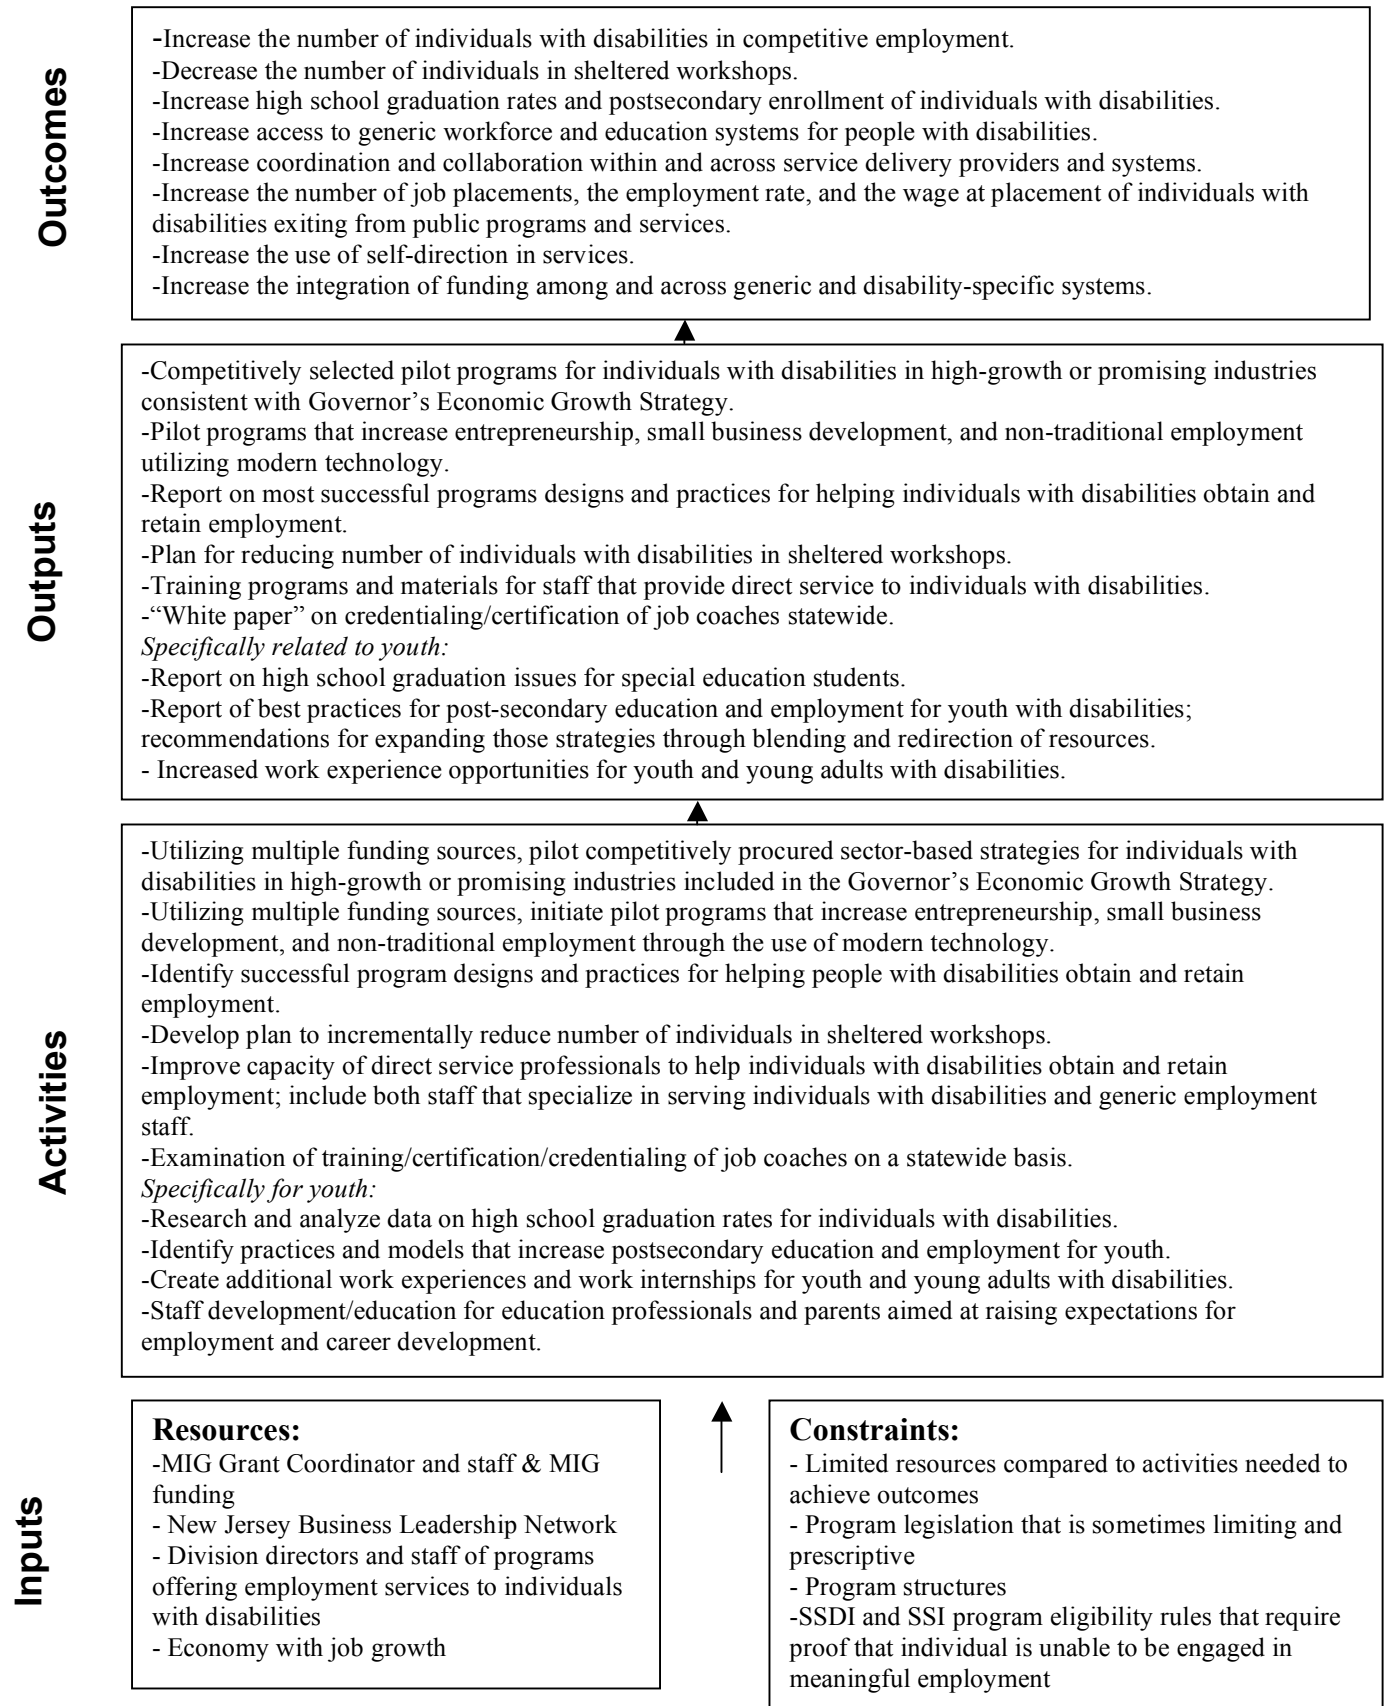 Outcomes
-Increase the number of individuals with disabilities in competitive employment.
-Decrease the number of individuals in sheltered workshops.
-Increase high school graduation rates and postsecondary enrollment of individuals with disabilities.
-Increase access to generic workforce and education systems for people with disabilities.
-Increase coordination and collaboration within and across service delivery providers and systems.
-Increase the number of job placements, the employment rate, and the wage at placement of individuals with
disabilities exiting from public programs and services.
-Increase the use of self-direction in services.
-Increase the integration of funding among and across generic and disability-specific systems.
Outputs
-Competitively selected pilot programs for individuals with disabilities in high-growth or promising industries
consistent with Governor’s Economic Growth Strategy.
-Pilot programs that increase entrepreneurship, small business development, and non-traditional employment
utilizing modern technology.
-Report on most successful programs designs and practices for helping individuals with disabilities obtain and
retain employment.
-Plan for reducing number of individuals with disabilities in sheltered workshops.
-Training programs and materials for staff that provide direct service to individuals with disabilities.
-“White paper” on credentialing/certification of job coaches statewide.
Specifically related to youth:
-Report on high school graduation issues for special education students.
-Report of best practices for post-secondary education and employment for youth with disabilities;
recommendations for expanding those strategies through blending and redirection of resources.
- Increased work experience opportunities for youth and young adults with disabilities.
Activities
-Utilizing multiple funding sources, pilot competitively procured sector-based strategies for individuals with
disabilities in high-growth or promising industries included in the Governor’s Economic Growth Strategy.
-Utilizing multiple funding sources, initiate pilot programs that increase entrepreneurship, small business
development, and non-traditional employment through the use of modern technology.
-Identify successful program designs and practices for helping people with disabilities obtain and retain
employment.
-Develop plan to incrementally reduce number of individuals in sheltered workshops.
-Improve capacity of direct service professionals to help individuals with disabilities obtain and retain
employment; include both staff that specialize in serving individuals with disabilities and generic employment
staff.
-Examination of training/certification/credentialing of job coaches on a statewide basis.
Specifically for youth:
-Research and analyze data on high school graduation rates for individuals with disabilities.
-Identify practices and models that increase postsecondary education and employment for youth.
-Create additional work experiences and work internships for youth and young adults with disabilities.
-Staff development/education for education professionals and parents aimed at raising expectations for
employment and career development.
Inputs
Resources:
-MIG Grant Coordinator and staff & MIG
funding
- New Jersey Business Leadership Network
- Division directors and staff of programs
offering employment services to individuals
with disabilities
- Economy with job growth
Constraints:
- Limited resources compared to activities needed to
achieve outcomes
- Program legislation that is sometimes limiting and
prescriptive
- Program structures
-SSDI and SSI program eligibility rules that require
proof that individual is unable to be engaged in
meaningful employment